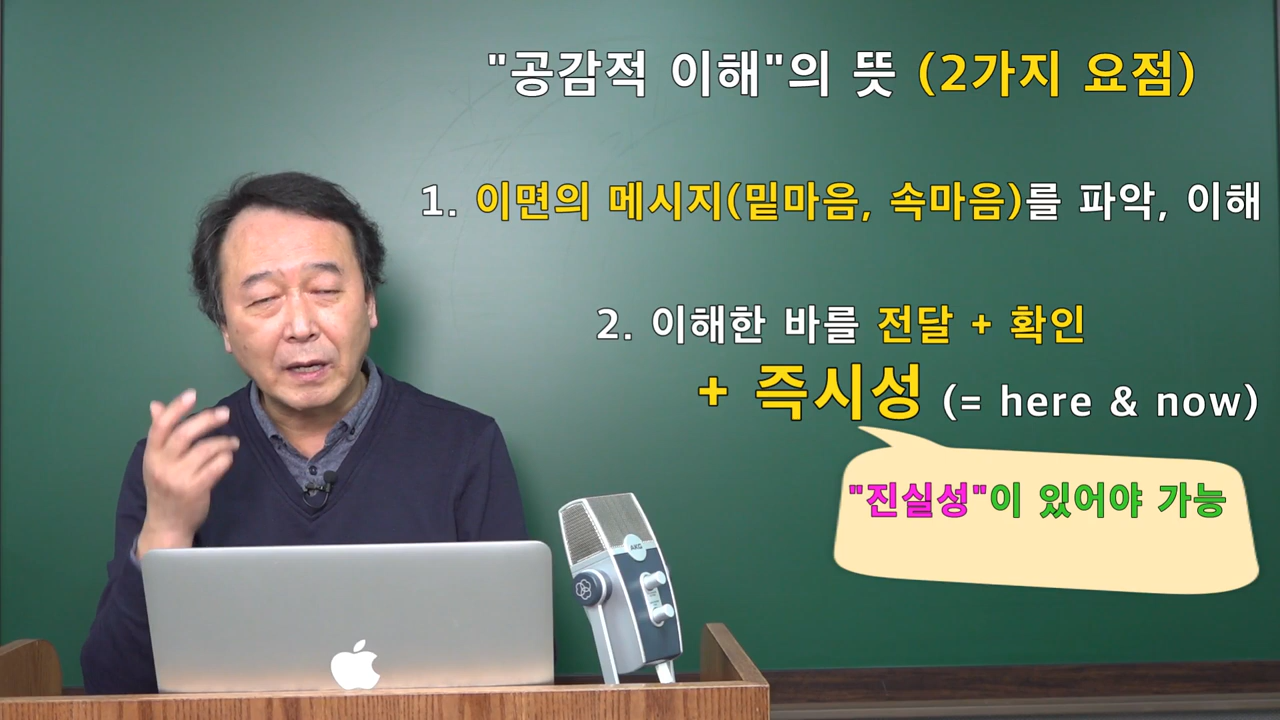 "공감적 이해"의 뜻 (2가지 요점)
1. 이면의 메시지(밑마음, 속마음)를 파악, 이해
2. 이해한 바를 전달 + 확인
+ 즉시성 (= here & now)
"진실성"이 있어야 가능
AKG